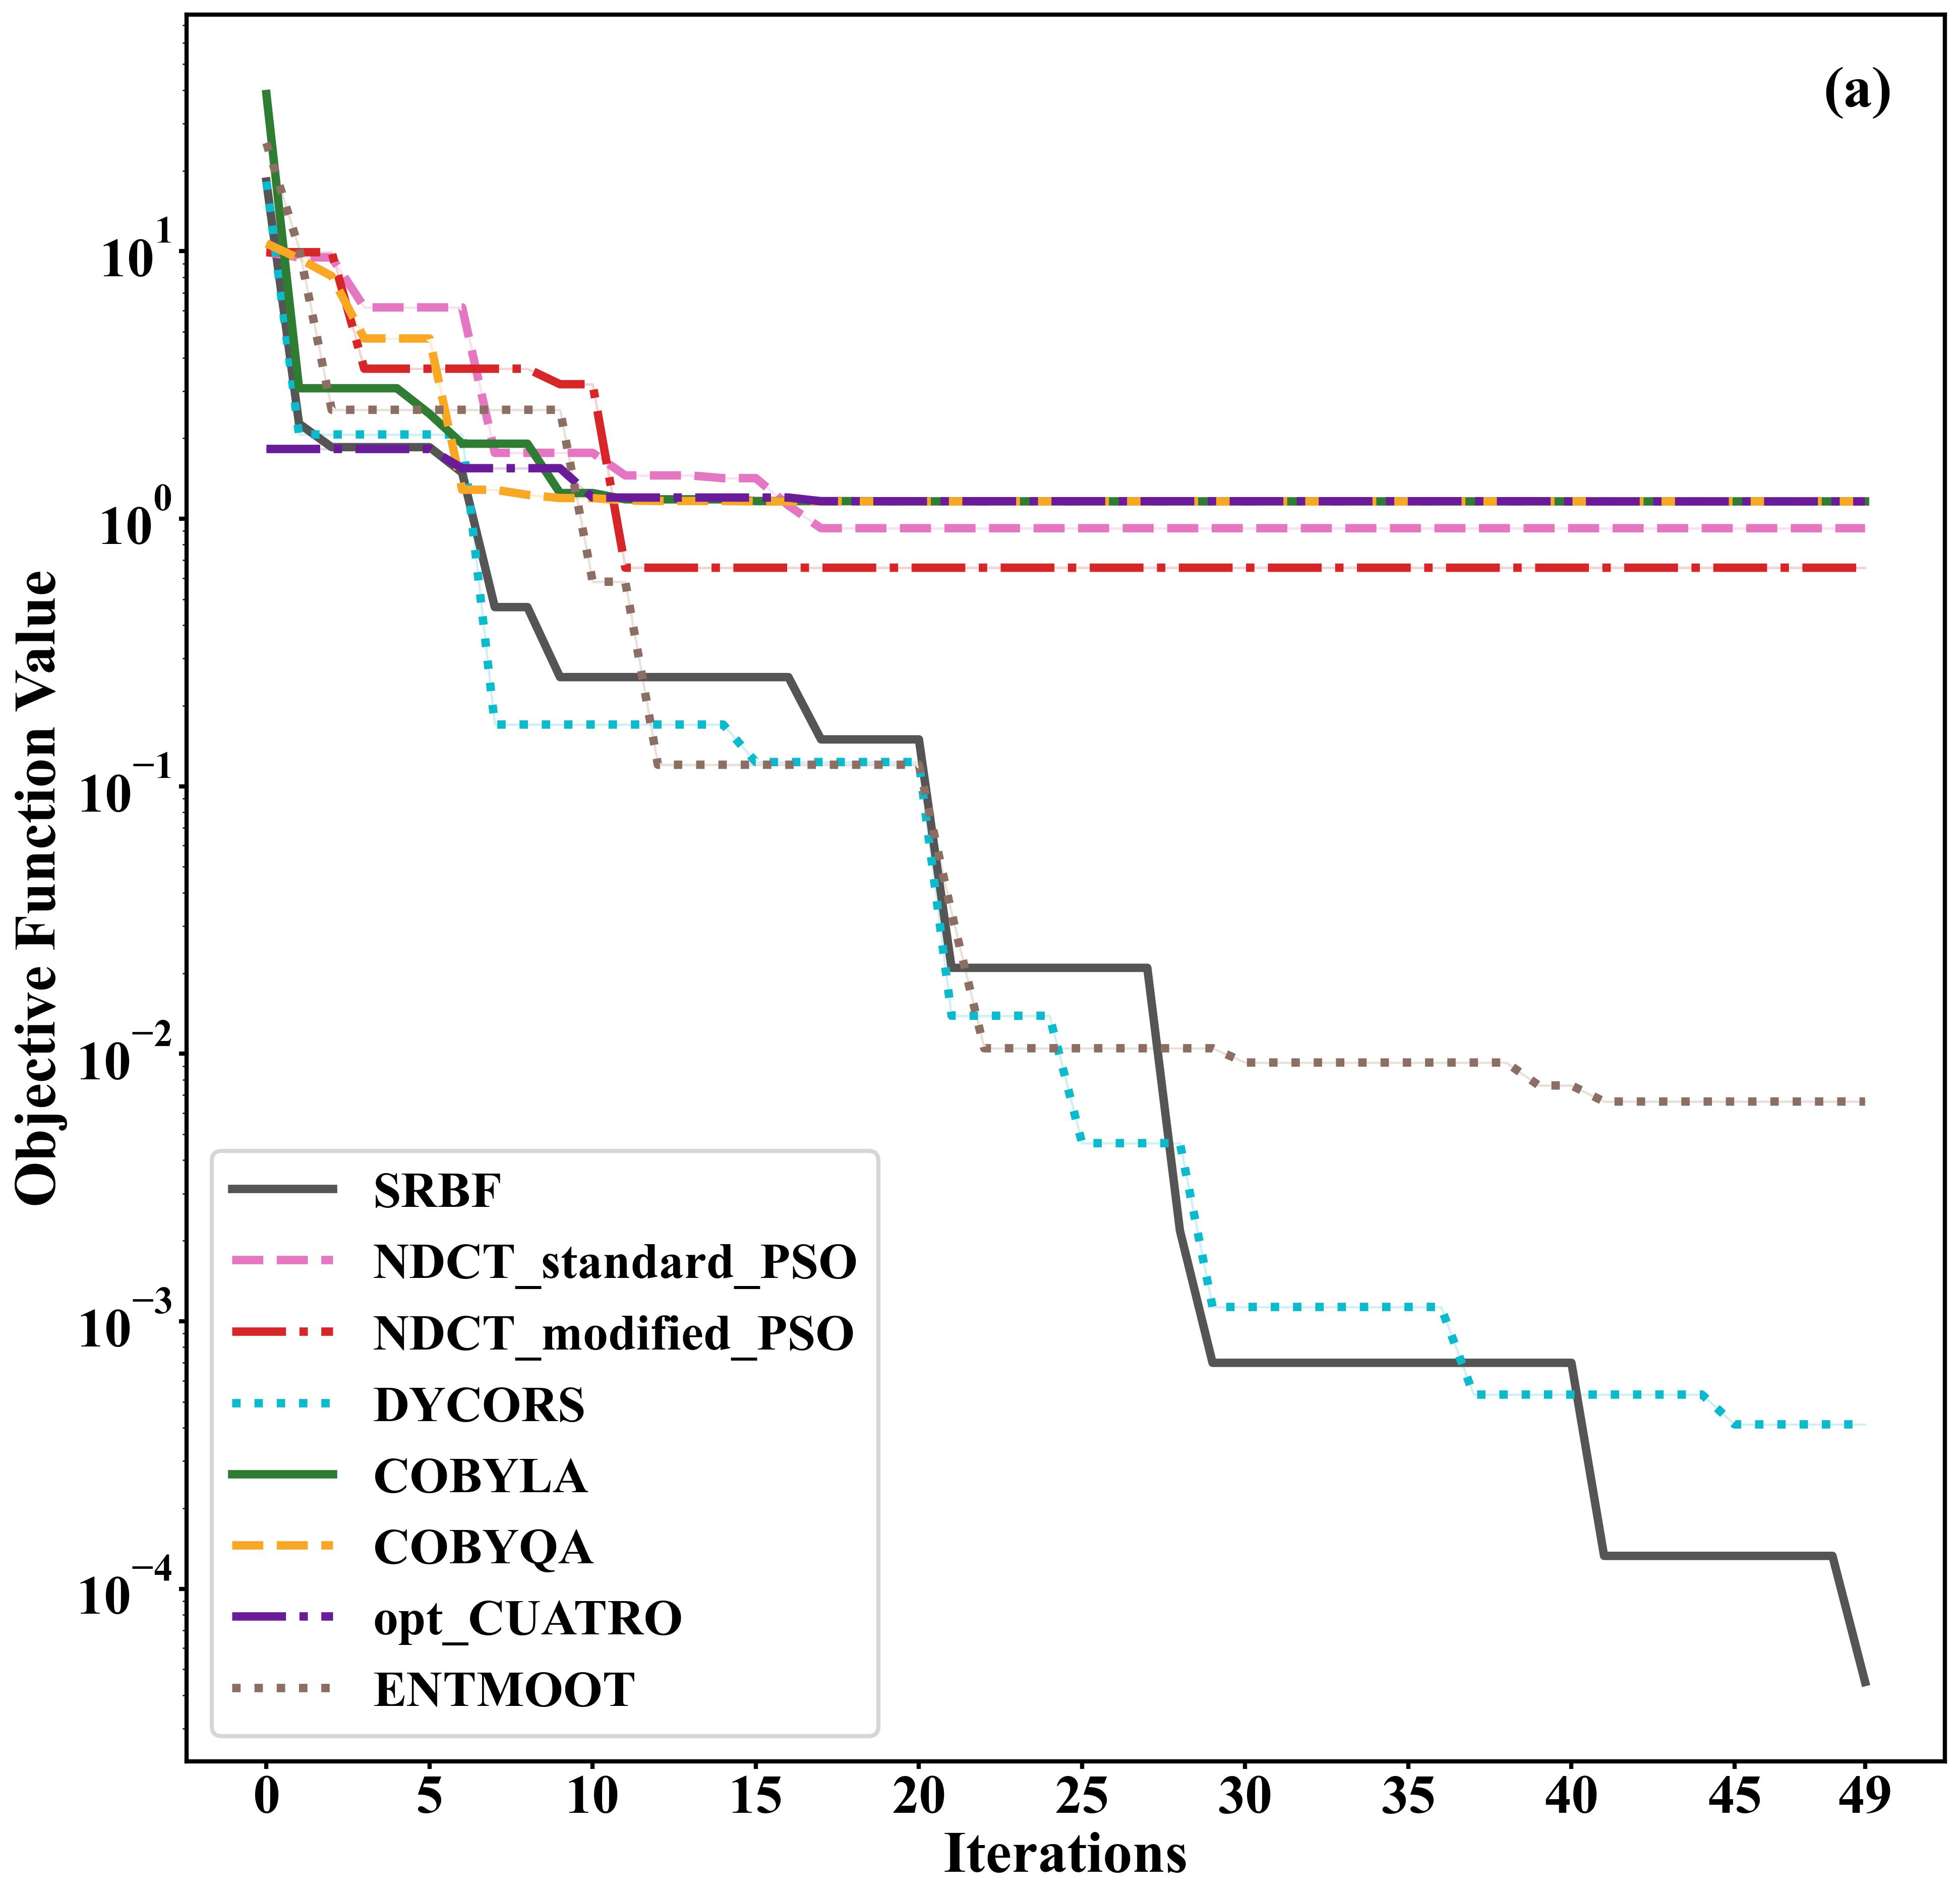 (a)
Objective Function Value
10^1
10^0
10^−1
10^−2
10^−3
10^−4
SRBF
NDCT_standard_PSO
NDCT_modified_PSO
DYCORS
COBYLA
COBYQA
opt_CUATRO
ENTMOOT
0 5 10 15 20 25 30 35 40 45 49
Iterations